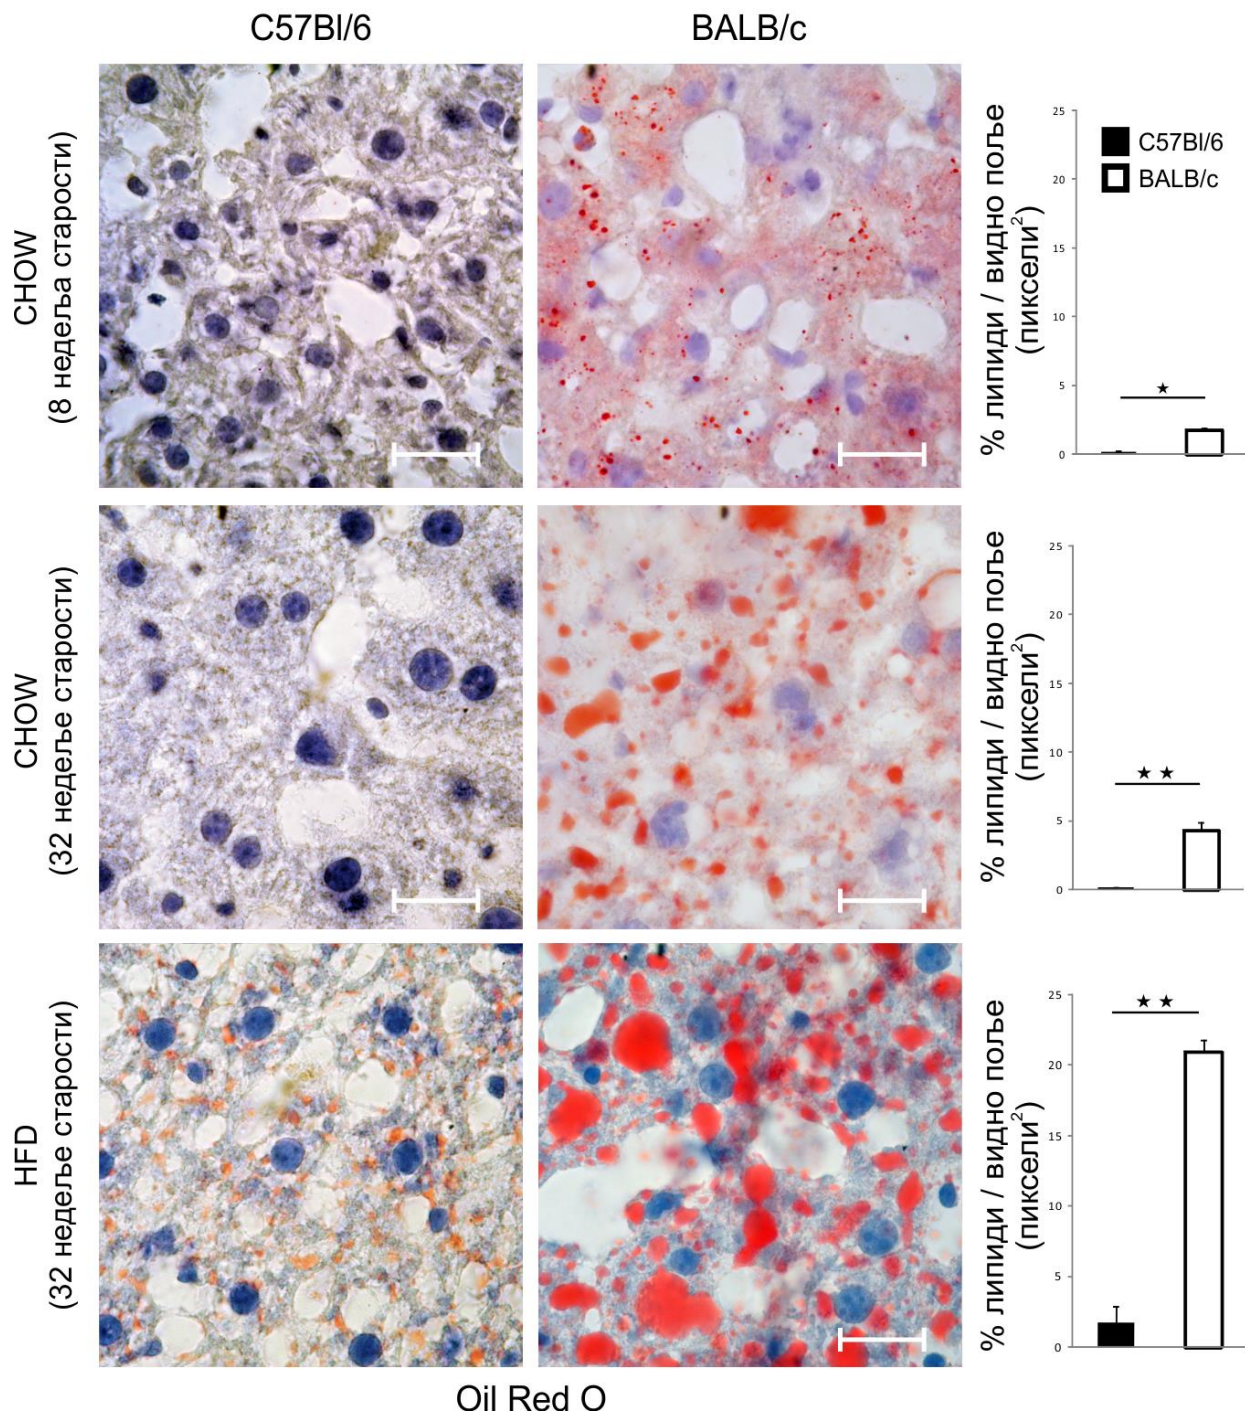 C57Bl/6
BALB/c
CHOW
(8 недеља старости)
% липиди / видно поље
(пиксели²)
25
20
15
10
5
0
C57Bl/6
BALB/c
★
CHOW
(32 недеље старости)
% липиди / видно поље
(пиксели²)
25
20
15
10
5
0
★ ★
HFD
(32 недеље старости)
% липиди / видно поље
(пиксели²)
25
20
15
10
5
0
★ ★
Oil Red O